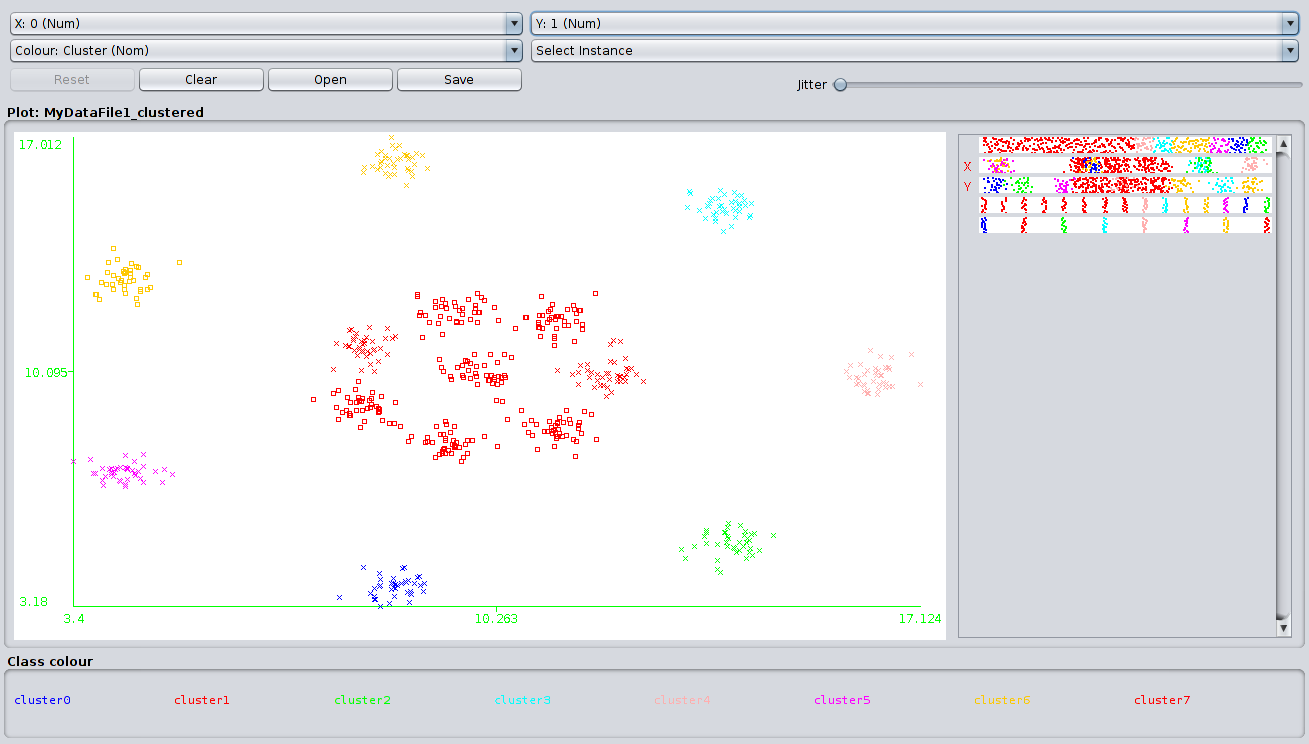 X: 0 (Num) Y: 1 (Num)
Colour: Cluster (Nom) Select Instance
Reset Clear Open Save Jitter
Plot: MyDataFile1_clustered
17.012
X
Y
10.095
3.18
3.4 10.263 17.124
Class colour
cluster0 cluster1 cluster2 cluster3 cluster4 cluster5 cluster6 cluster7